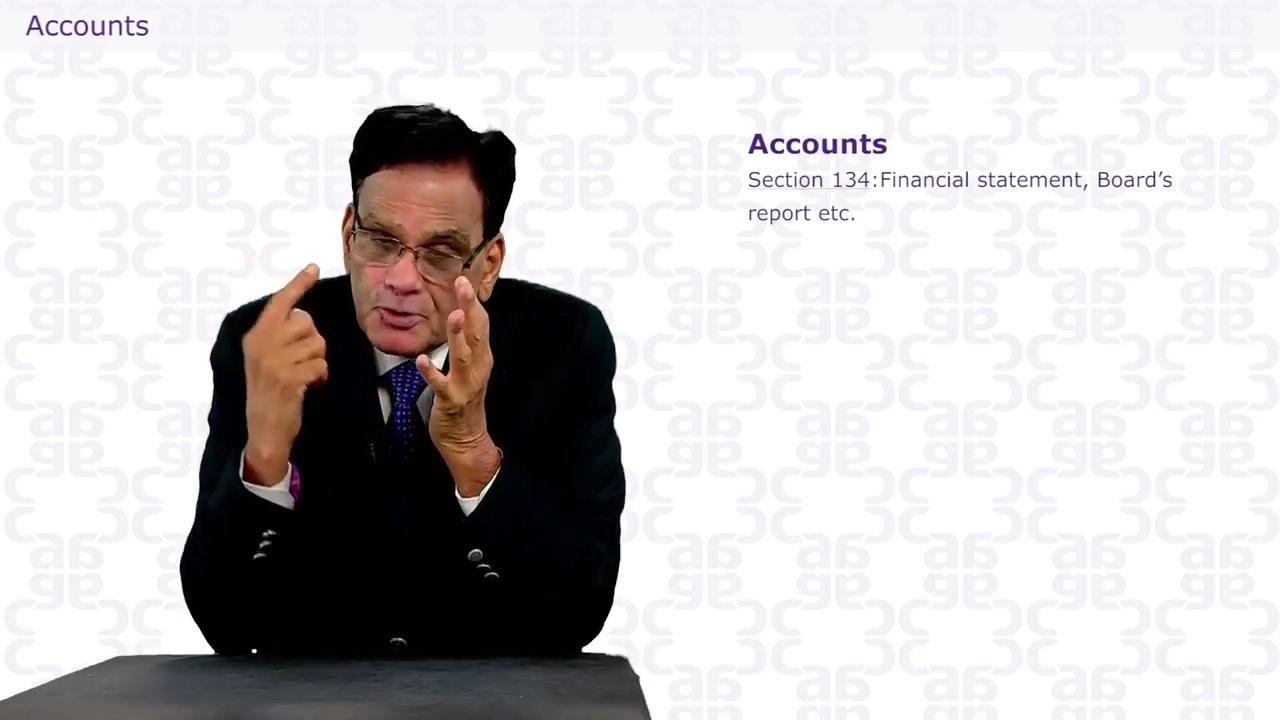 Accounts
Accounts
Section 134:Financial statement, Board’s
report etc.